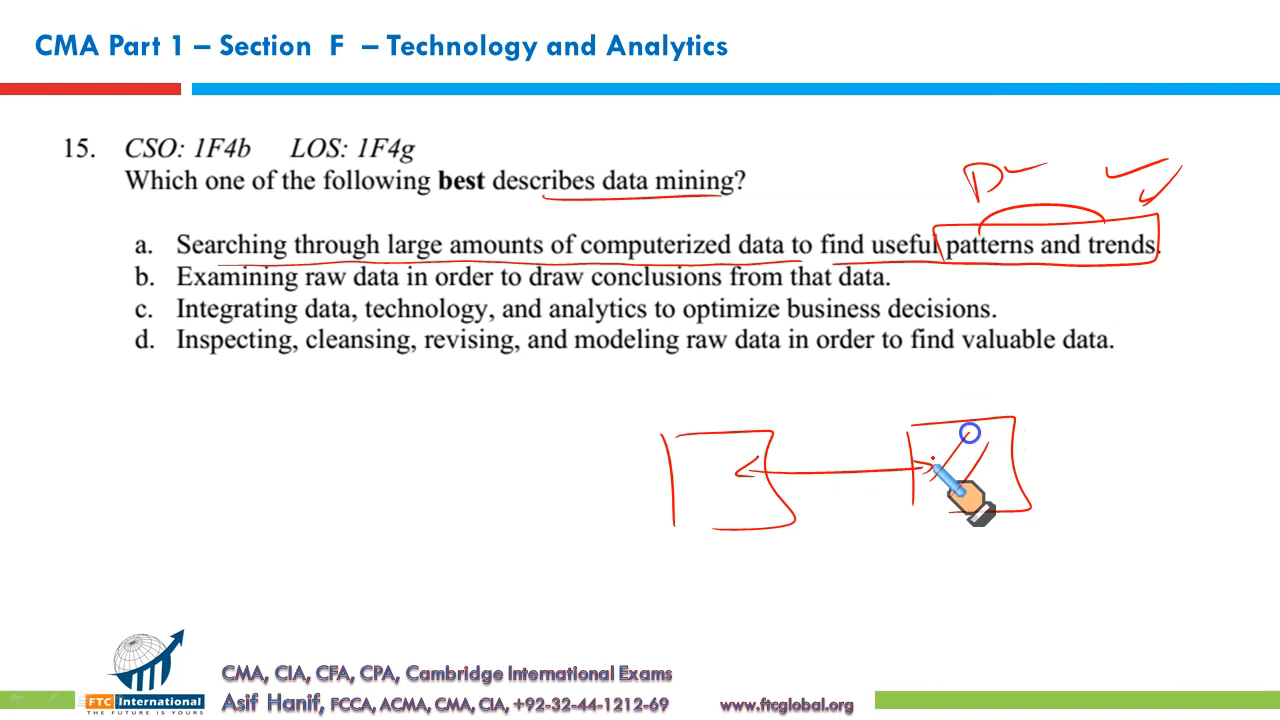 CMA Part 1 – Section F – Technology and Analytics
15. CSO: 1F4b LOS: 1F4g
Which one of the following best describes data mining?
a. Searching through large amounts of computerized data to find useful patterns and trends.
b. Examining raw data in order to draw conclusions from that data.
c. Integrating data, technology, and analytics to optimize business decisions.
d. Inspecting, cleansing, revising, and modeling raw data in order to find valuable data.
FTC International
THE FUTURE IS YOURS
CMA, CIA, CFA, CPA, Cambridge International Exams
Asif Hanif, FCCA, ACMA, CMA, CIA, +92-32-44-1212-69
www.ftcglobal.org